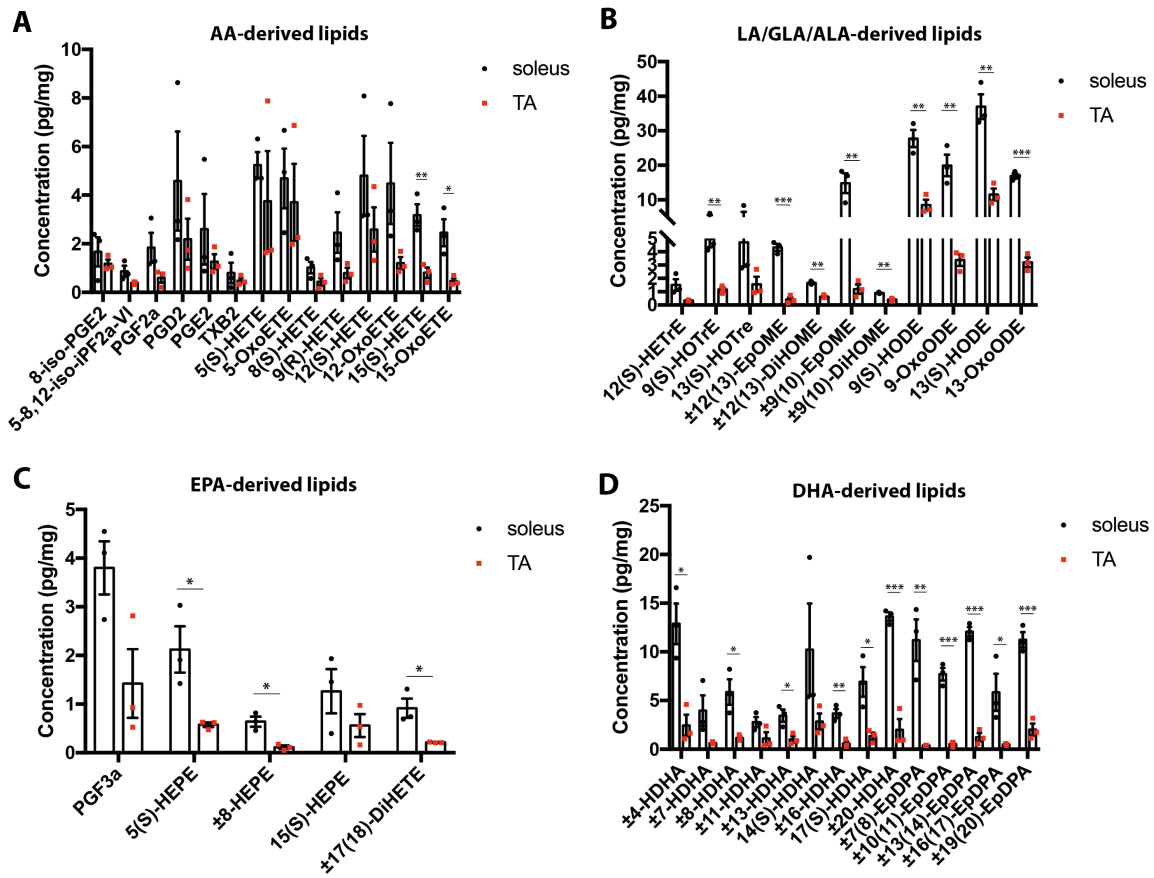 A
AA-derived lipids
Concentration (pg/mg)
10
8
6
4
2
0
soleus
TA
** *
8-iso-PGE2
5-8,12-iso-iPF2a-VI
PGF2a
PGD2
PGE2
TXB2
5(S)-HETE
5-OxoETE
8(S)-HETE
9(R)-HETE
12(S)-HETE
12-OxoETE
15(S)-HETE
15-OxoETE
B
LA/GLA/ALA-derived lipids
Concentration (pg/mg)
50
40
30
20
10
5
4
3
2
1
0
soleus
TA
** *** ** ** ** ** ** ** ***
12(S)-HETrE
9(S)-HOTrE
13(S)-HOTre
±12(13)-EpOME
±12(13)-DiHOME
±9(10)-EpOME
±9(10)-DiHOME
9(S)-HODE
9-OxoODE
13(S)-HODE
13-OxoODE
C
EPA-derived lipids
Concentration (pg/mg)
5
4
3
2
1
0
soleus
TA
* * *
PGF3a
5(S)-HEPE
±8-HEPE
15(S)-HEPE
±17(18)-DiHETE
D
DHA-derived lipids
Concentration (pg/mg)
25
20
15
10
5
0
soleus
TA
* * * ** * *** ** *** *** * ***
±4-HDHA
±7-HDHA
±8-HDHA
±11-HDHA
±13-HDHA
14(S)-HDHA
±16-HDHA
17(S)-HDHA
±20-HDHA
±7(8)-EpDPA
±10(11)-EpDPA
±13(14)-EpDPA
±16(17)-EpDPA
±19(20)-EpDPA